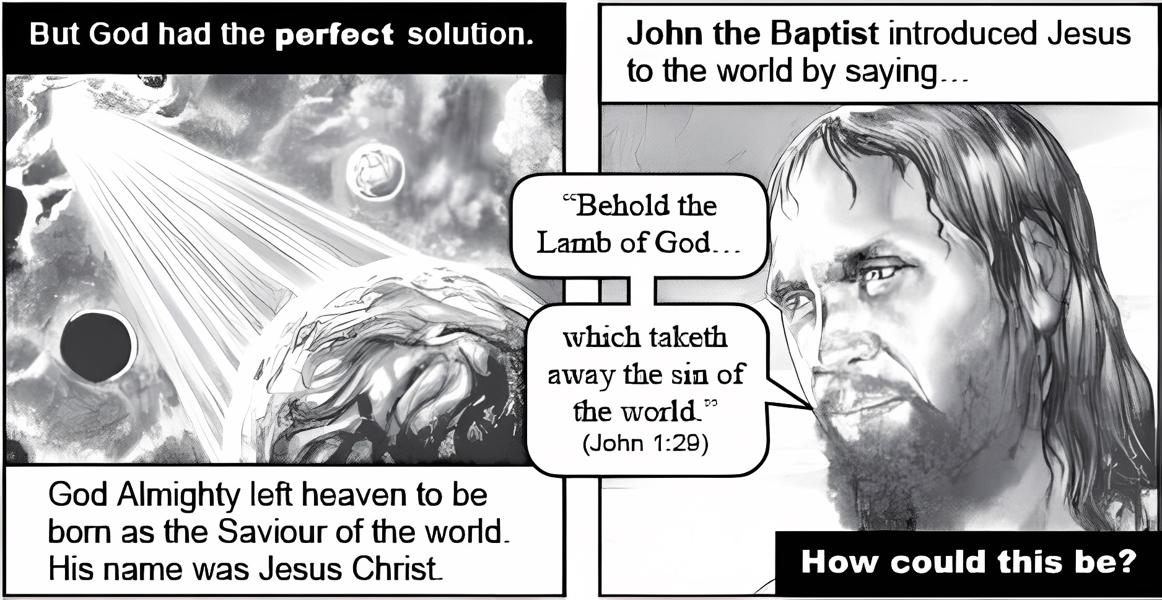 But God had the perfect solution.
God Almighty left heaven to be
born as the Saviour of the world.
His name was Jesus Christ.
John the Baptist introduced Jesus
to the world by saying...
“Behold the
Lamb of God...
which taketh
away the sin of
the world.”
(John 1:29)
How could this be?